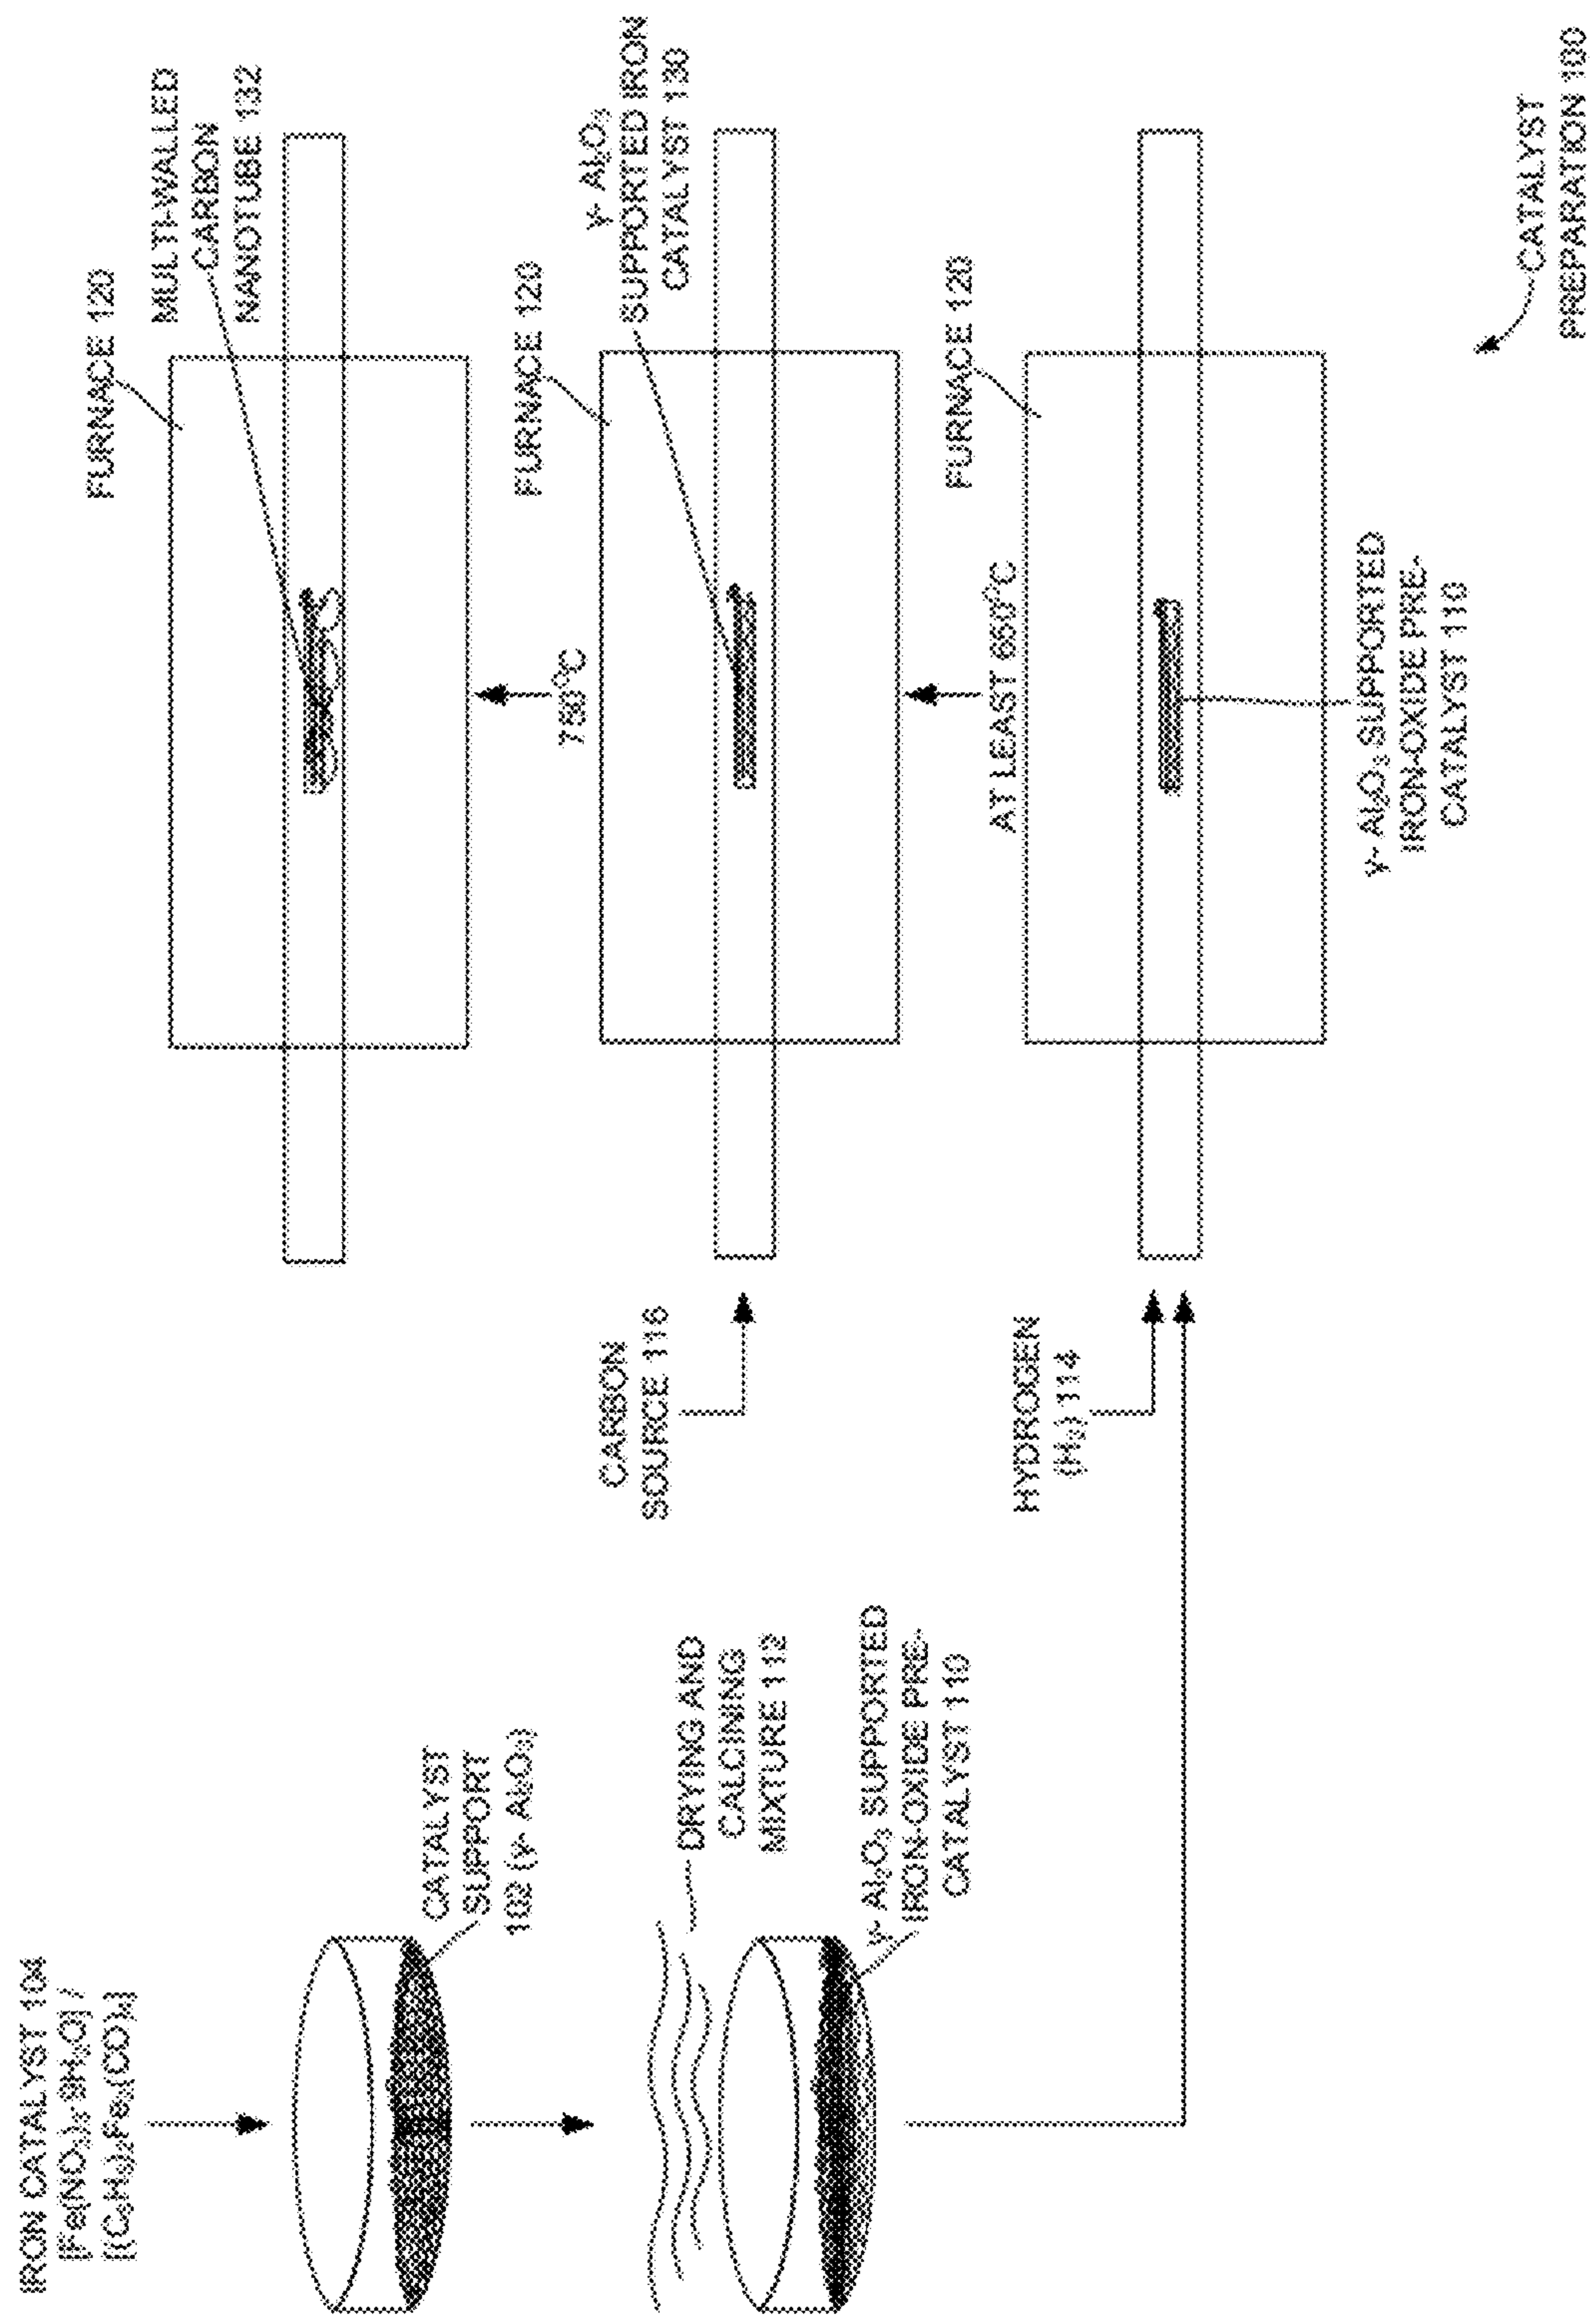 IRON CATALYST 104
[Fe(NO₃)₃·9H₂O] /
[(C₅H₅)₂Fe₂(CO)₄]
CATALYST
SUPPORT
102 (γ- Al₂O₃)
DRYING AND
CALCINING
MIXTURE 112
γ- Al₂O₃ SUPPORTED
IRON-OXIDE PRE-
CATALYST 110
FURNACE 120
MULTI-WALLED
CARBON
NANOTUBE 132
750°C
CARBON
SOURCE 116
FURNACE 120
γ- Al₂O₃
SUPPORTED IRON
CATALYST 130
AT LEAST 650°C
HYDROGEN
(H₂) 114
FURNACE 120
γ- Al₂O₃ SUPPORTED
IRON-OXIDE PRE-
CATALYST 110
CATALYST
PREPARATION 100